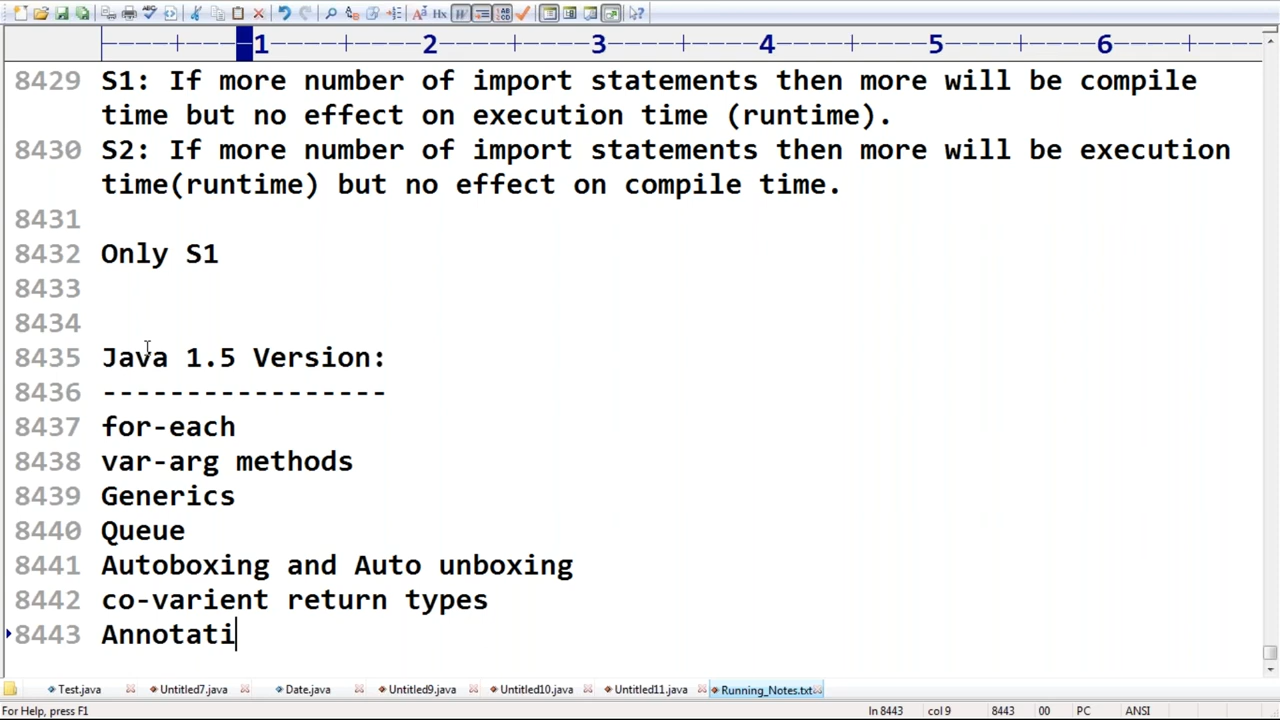 1 2 3 4 5 6
8429 S1: If more number of import statements then more will be compile
time but no effect on execution time (runtime).
8430 S2: If more number of import statements then more will be execution
time(runtime) but no effect on compile time.
8431
8432 Only S1
8433
8434
8435 Java 1.5 Version:
8436 -----------------
8437 for-each
8438 var-arg methods
8439 Generics
8440 Queue
8441 Autoboxing and Auto unboxing
8442 co-varient return types
8443 Annotati
Test.java Untitled7.java Date.java Untitled9.java Untitled10.java Untitled11.java Running_Notes.txt
For Help, press F1 ln 8443 col 9 8443 00 PC ANSI